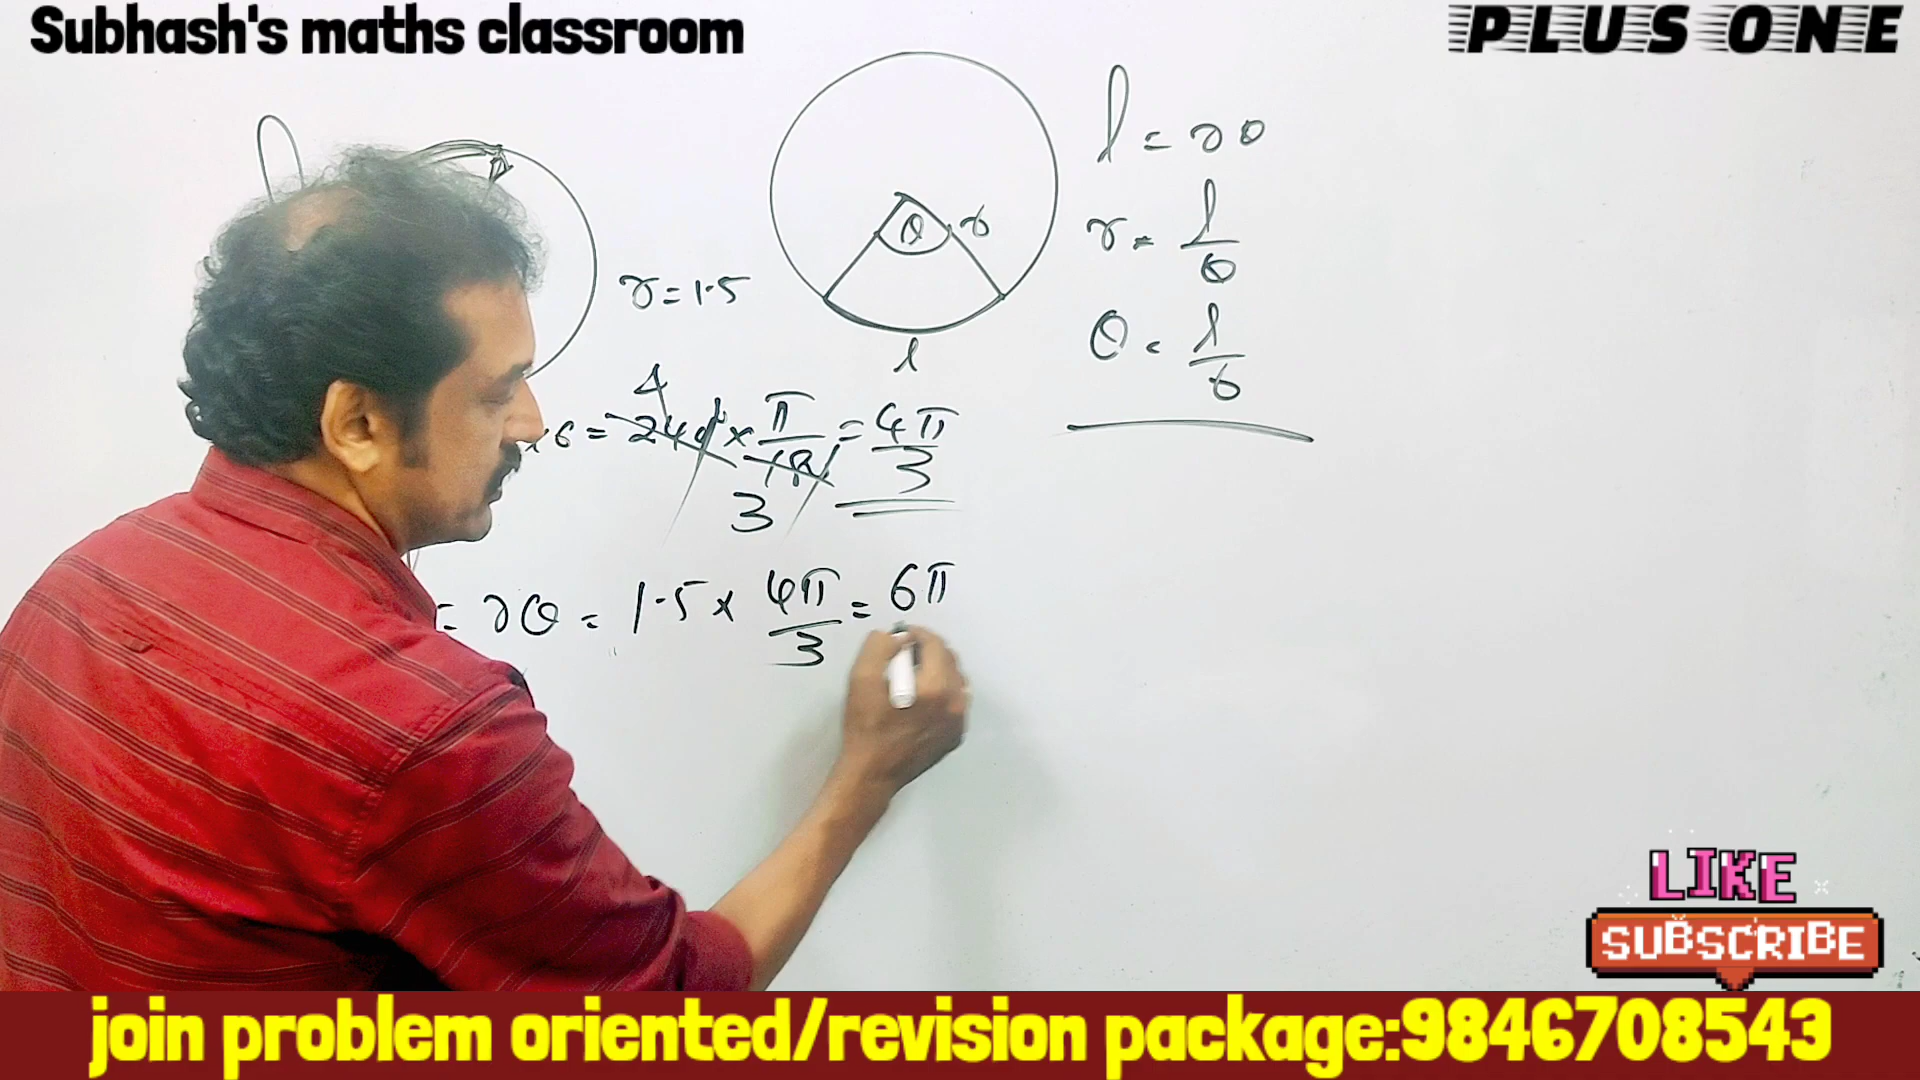 Subhash's maths classroom
PLUS ONE
l = rθ
r = l/θ
θ = l/r
θ
r
l
r = 1.5
×6 = 240 × π/180 = 4π/3
4
3
= rθ = 1.5 × 4π/3 = 6π
LIKE
SUBSCRIBE
join problem oriented/revision package:9846708543